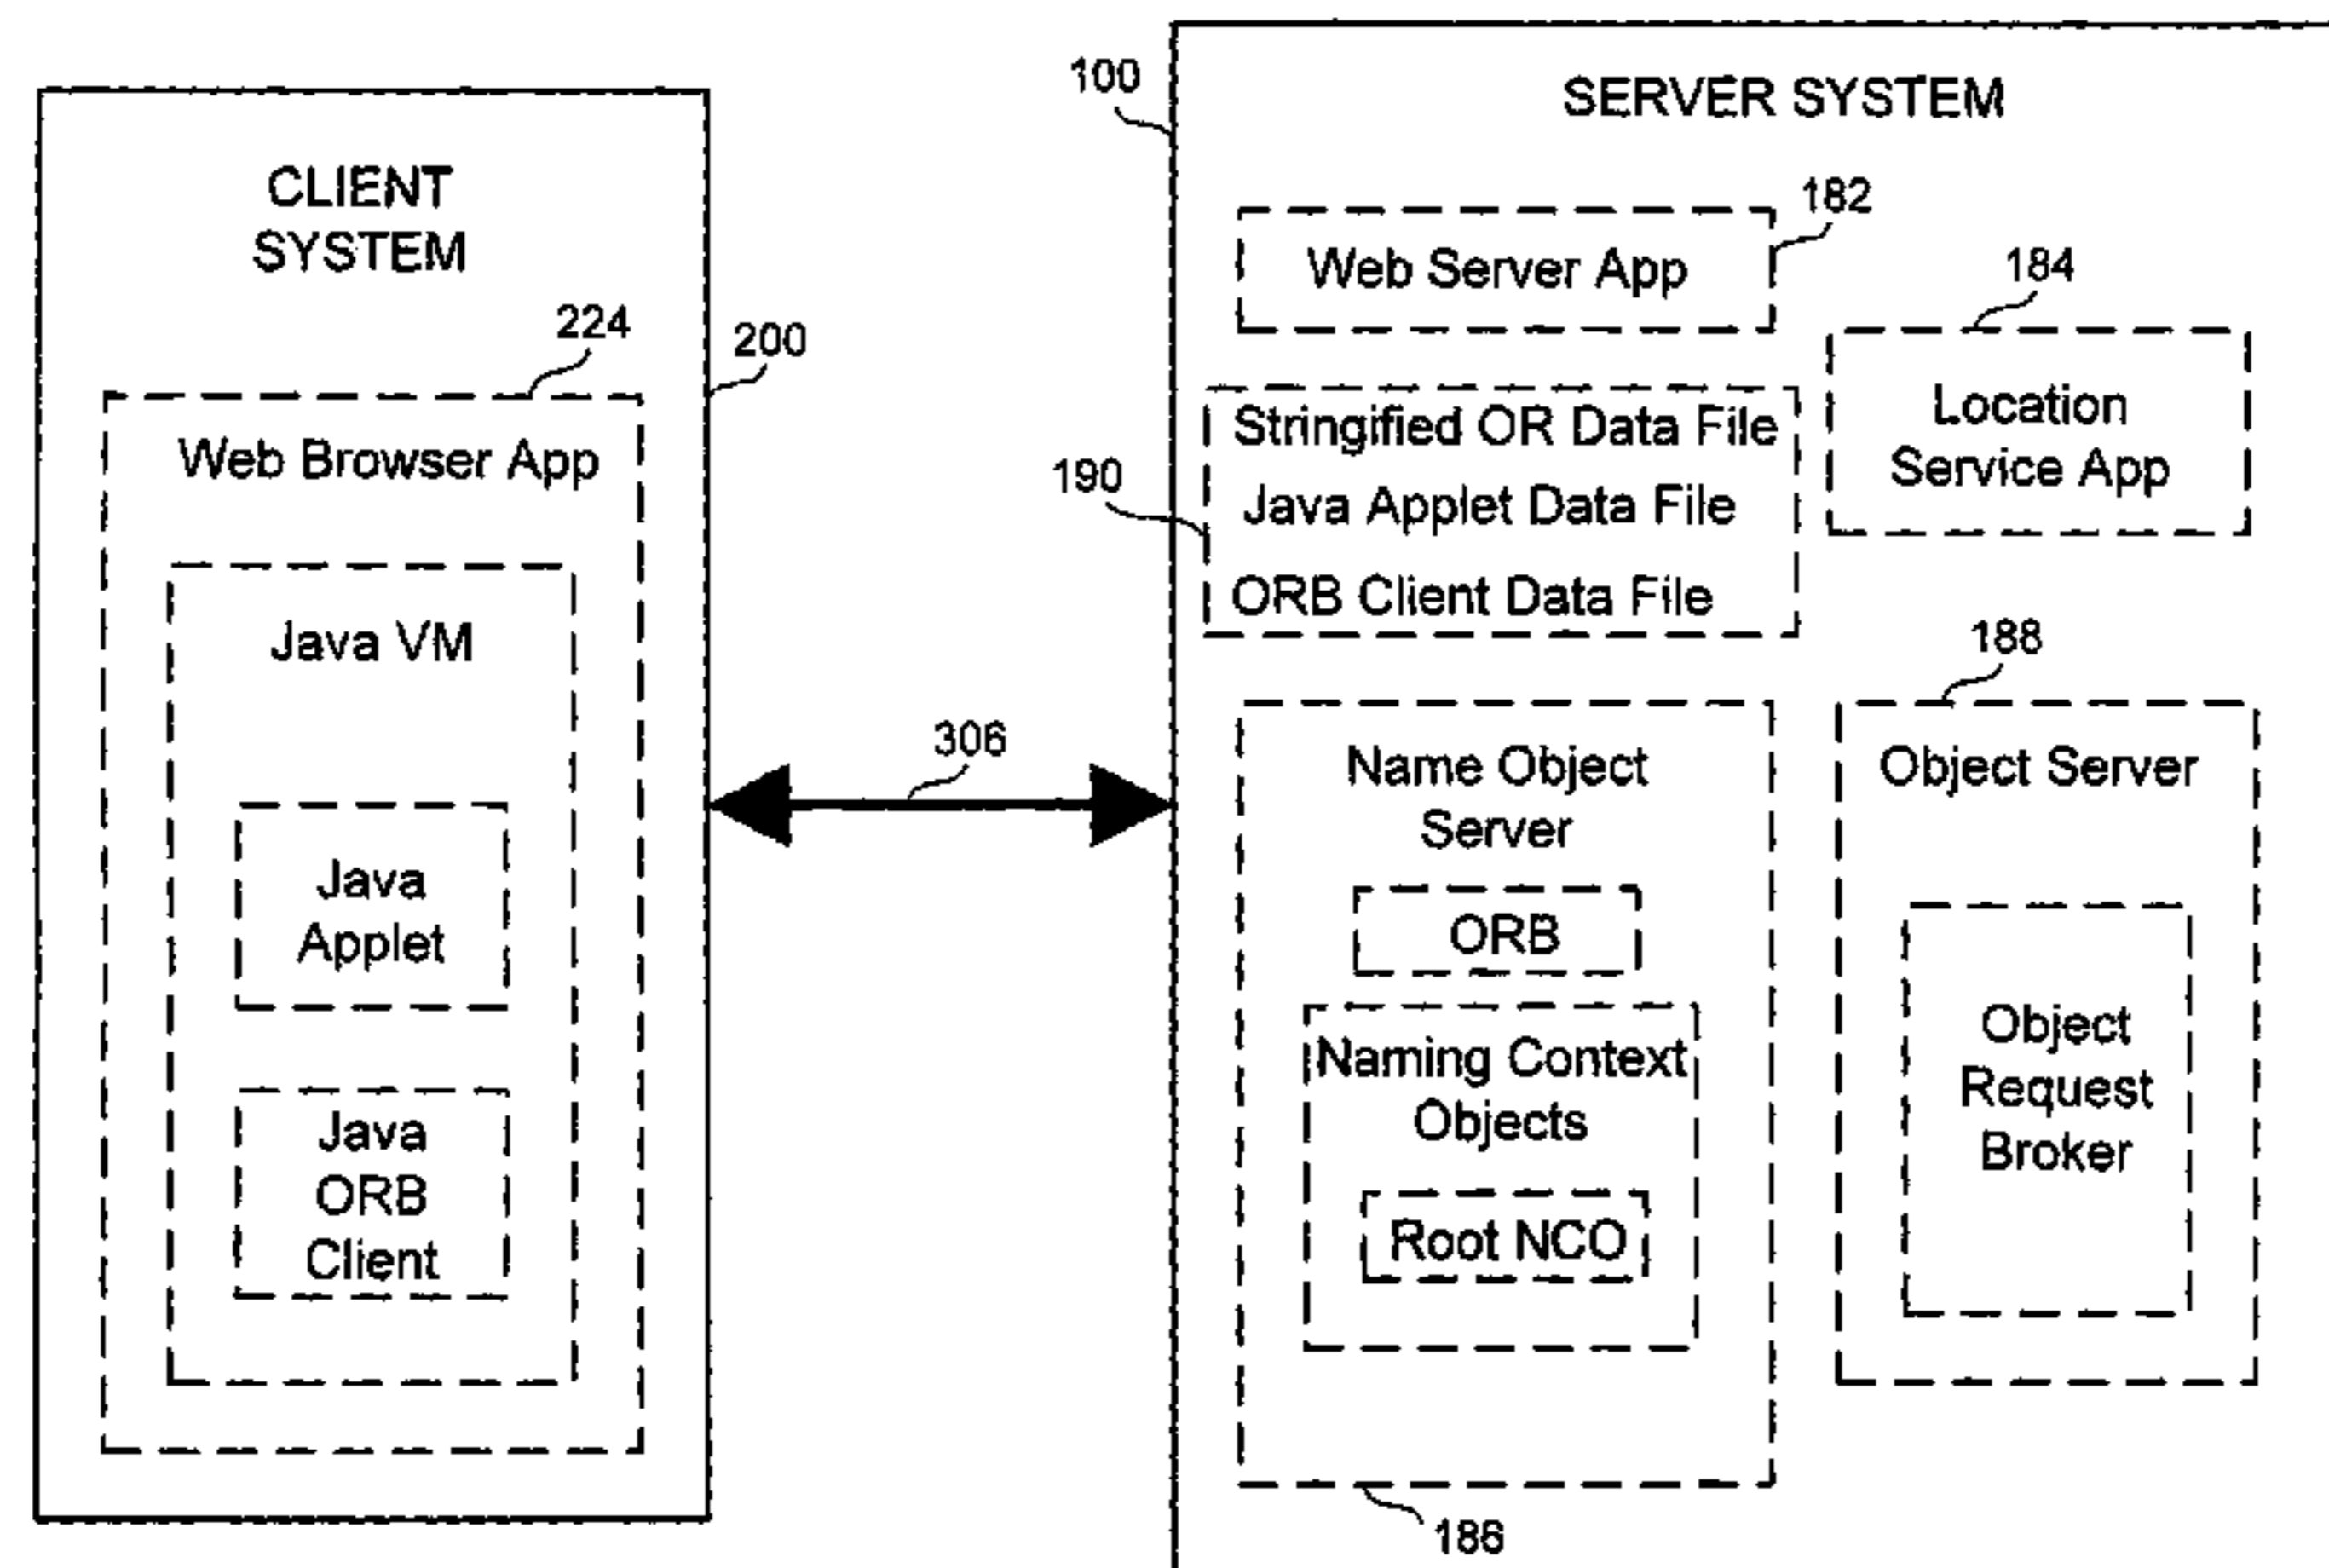 CLIENT
SYSTEM
224
200
Web Browser App
Java VM
Java
Applet
Java
ORB
Client
306
100
SERVER SYSTEM
182
Web Server App
184
Location
Service App
190
Stringified OR Data File
Java Applet Data File
ORB Client Data File
188
Name Object
Server
ORB
Naming Context
Objects
Root NCO
186
Object Server
Object
Request
Broker